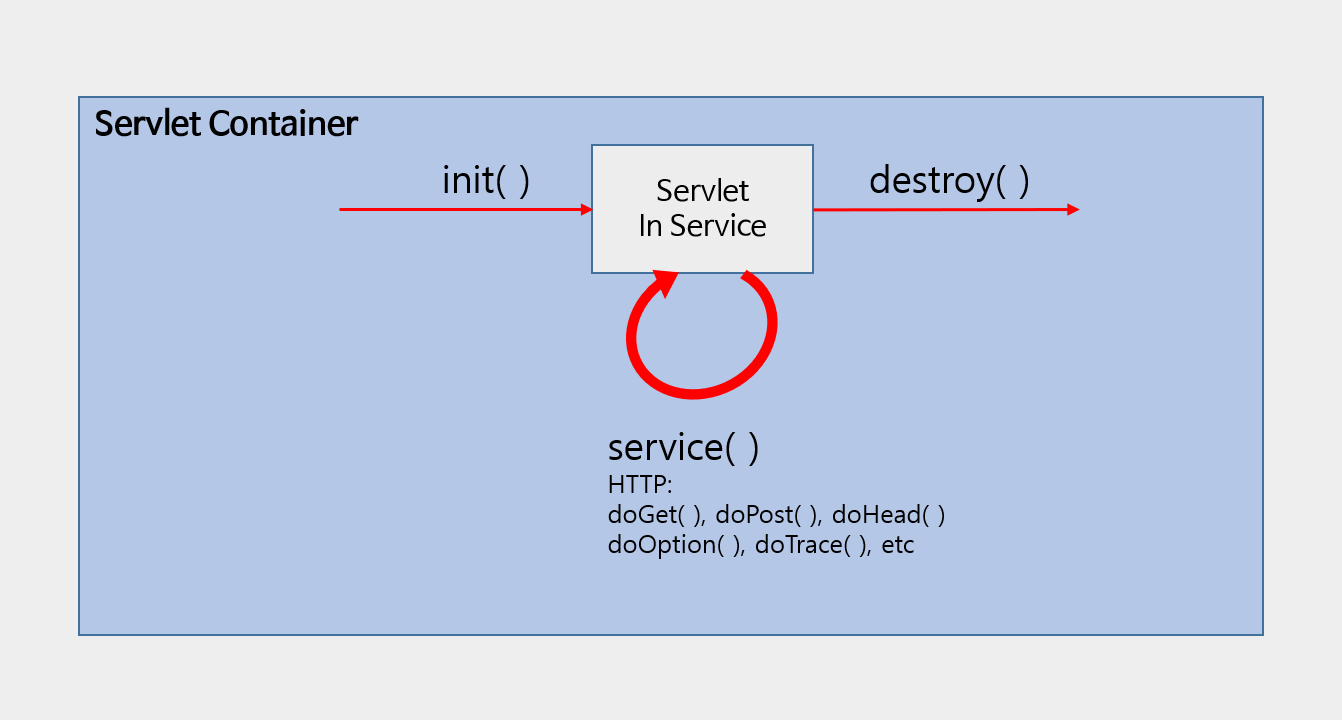 Servlet Container
init( )
Servlet
In Service
destroy( )
service( )
HTTP:
doGet( ), doPost( ), doHead( )
doOption( ), doTrace( ), etc